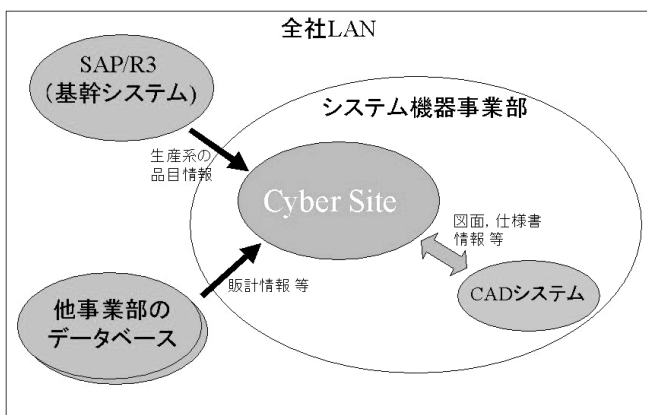 全社LAN
SAP/R3
（基幹システム)
システム機器事業部
生産系の
品目情報
Cyber Site
図面, 仕様書
情報 等
販計情報 等
CADシステム
他事業部の
データベース